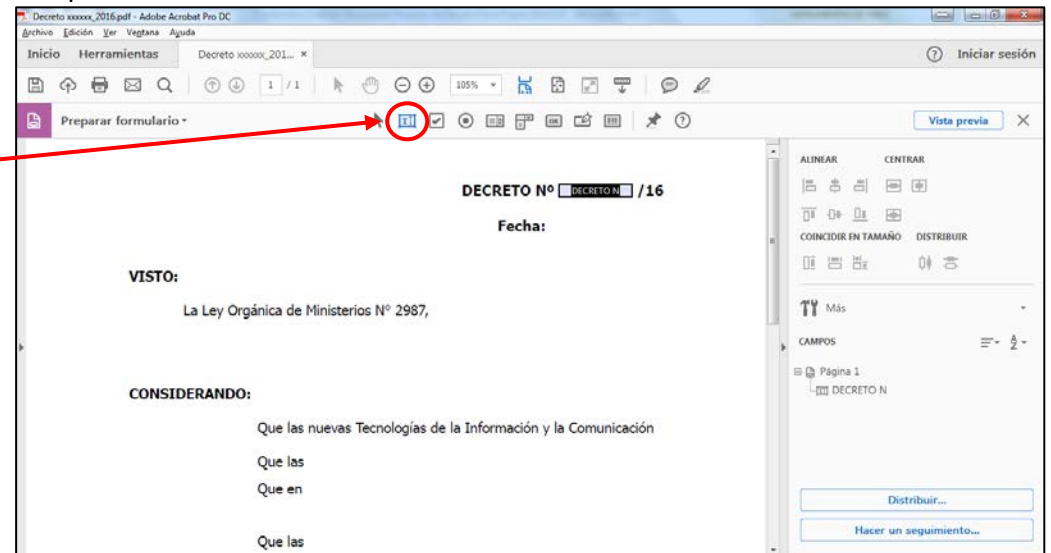 Decreto xxxxxx_2016.pdf - Adobe Acrobat Pro DC
Archivo Edición Ver Ventana Ayuda
Inicio Herramientas Decreto xxxxxx_201... × Iniciar sesión
1 / 1 105%
Preparar formulario Vista previa
ALINEAR CENTRAR
DECRETO Nº DECRETO N /16
Fecha:
COINCIDIR EN TAMAÑO DISTRIBUIR
VISTO:
La Ley Orgánica de Ministerios Nº 2987,
Más
CAMPOS
Página 1
DECRETO N
CONSIDERANDO:
Que las nuevas Tecnologías de la Información y la Comunicación
Que las
Que en
Distribuir...
Hacer un seguimiento...
Que las